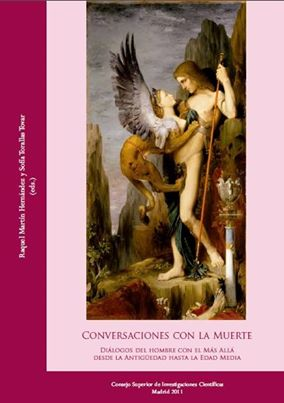 Raquel Martín Hernández y Sofía Torallas Tovar
(eds.)
Conversaciones con la Muerte
Diálogos del hombre con el Más Allá
desde la Antigüedad hasta la Edad Media
Consejo Superior de Investigaciones Científicas
Madrid 2011